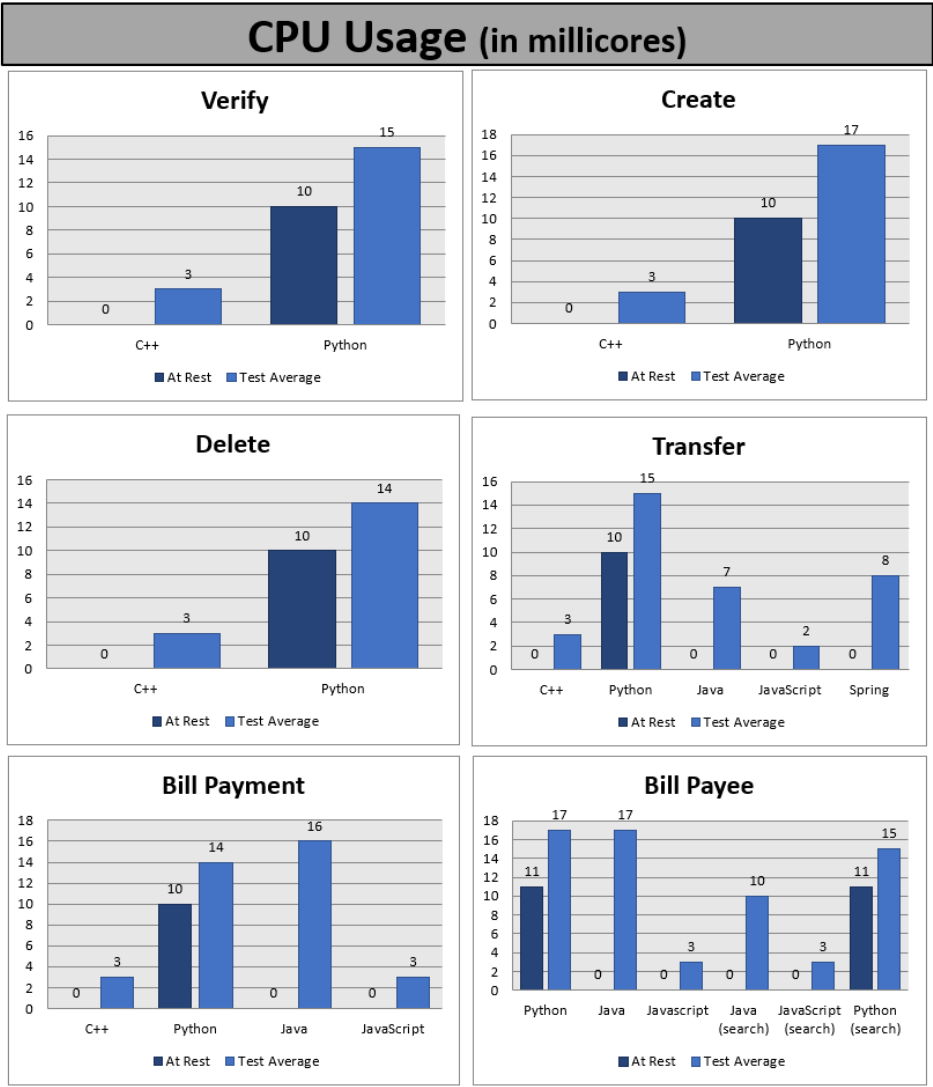 CPU Usage (in millicores)
Verify
16
14
12
10
8
6
4
2
0
0
3
10
15
C++
Python
At Rest
Test Average
Create
18
16
14
12
10
8
6
4
2
0
0
3
10
17
C++
Python
At Rest
Test Average
Delete
16
14
12
10
8
6
4
2
0
0
3
10
14
C++
Python
At Rest
Test Average
Transfer
16
14
12
10
8
6
4
2
0
0
3
10
15
0
7
0
2
0
8
C++
Python
Java
JavaScript
Spring
At Rest
Test Average
Bill Payment
18
16
14
12
10
8
6
4
2
0
0
3
10
14
0
16
0
3
C++
Python
Java
JavaScript
At Rest
Test Average
Bill Payee
18
16
14
12
10
8
6
4
2
0
11
17
0
17
0
3
0
10
0
3
11
15
Python
Java
Javascript
Java
(search)
JavaScript
(search)
Python
(search)
At Rest
Test Average